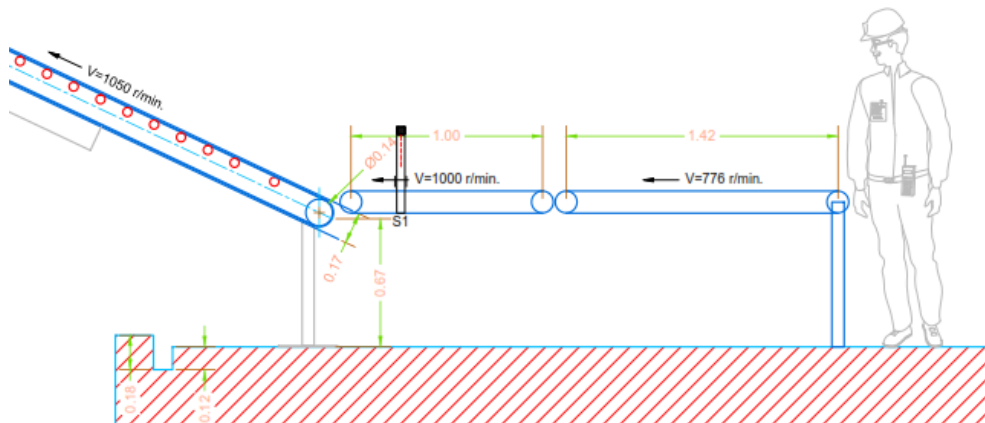 V=1050 r/min.
Ø0.14
1.00
1.42
V=1000 r/min.
V=776 r/min.
S1
0.17
0.67
0.18
0.12